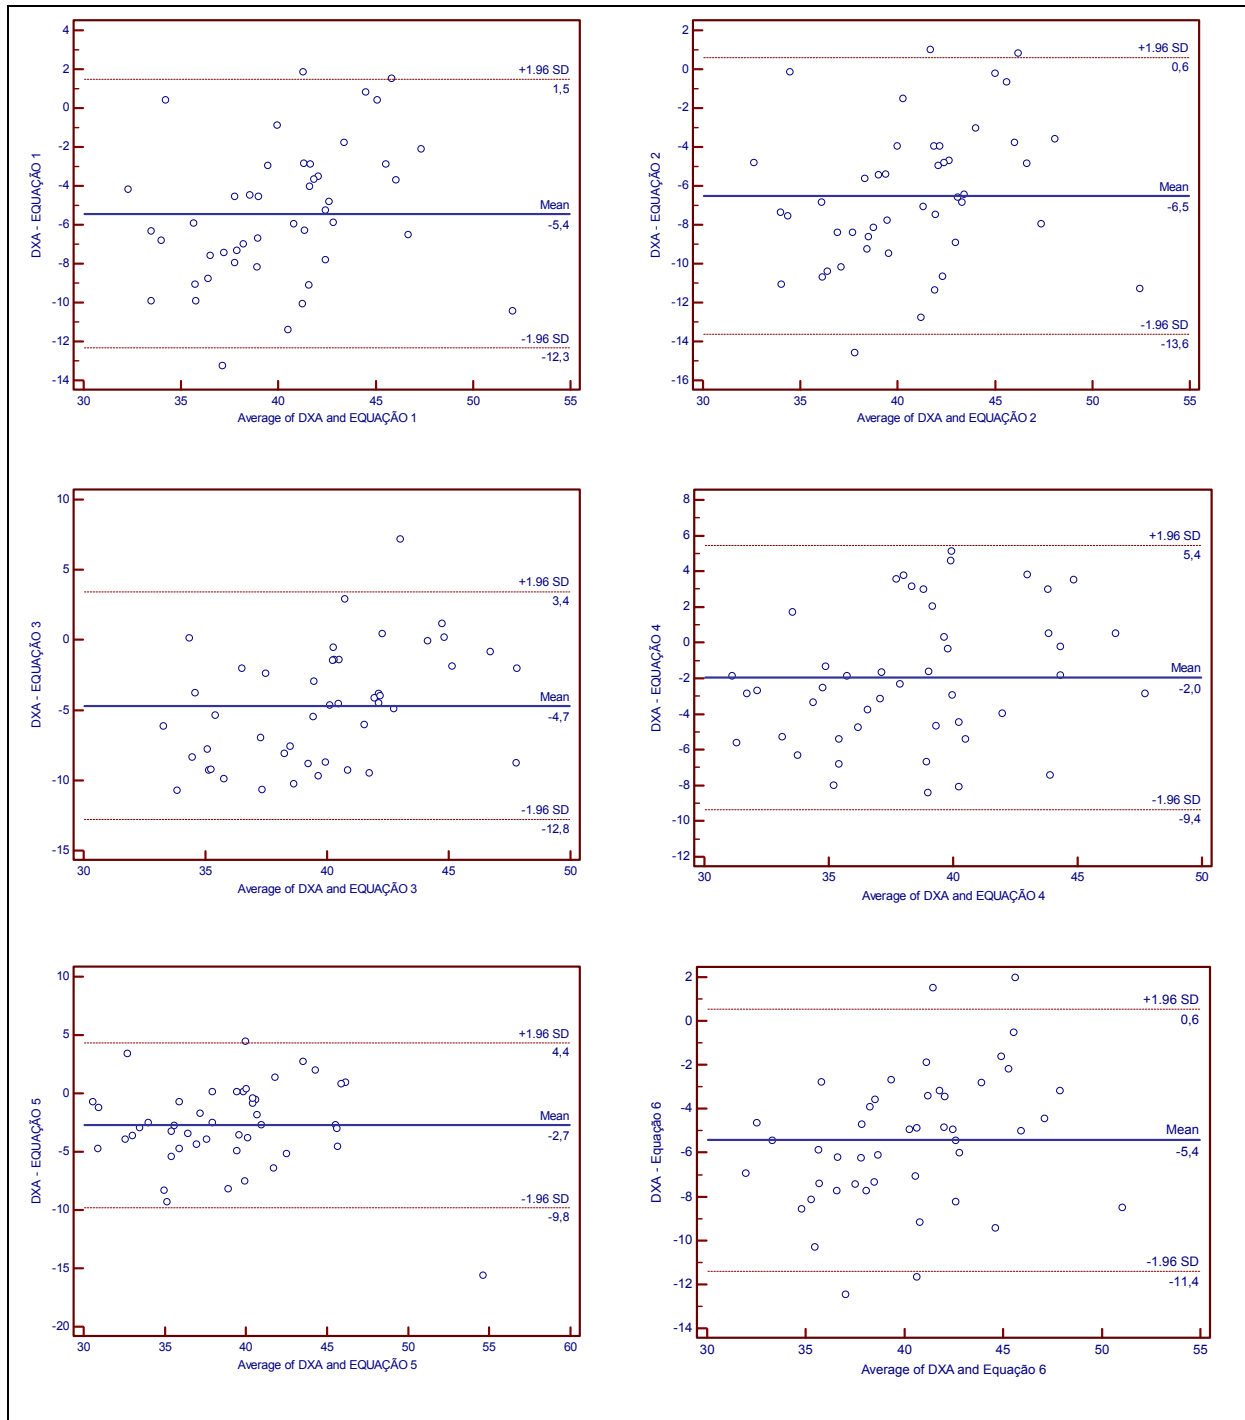 4
2
0
-2
-4
-6
-8
-10
-12
-14
DXA - EQUAÇÃO 1
+1.96 SD
1,5
Mean
-5,4
-1.96 SD
-12,3
30 35 40 45 50 55
Average of DXA and EQUAÇÃO 1
2
0
-2
-4
-6
-8
-10
-12
-14
-16
DXA - EQUAÇÃO 2
+1.96 SD
0,6
Mean
-6,5
-1.96 SD
-13,6
30 35 40 45 50 55
Average of DXA and EQUAÇÃO 2
10
5
0
-5
-10
-15
DXA - EQUAÇÃO 3
+1.96 SD
3,4
Mean
-4,7
-1.96 SD
-12,8
30 35 40 45 50
Average of DXA and EQUAÇÃO 3
8
6
4
2
0
-2
-4
-6
-8
-10
-12
DXA - EQUAÇÃO 4
+1.96 SD
5,4
Mean
-2,0
-1.96 SD
-9,4
30 35 40 45 50
Average of DXA and EQUAÇÃO 4
10
5
0
-5
-10
-15
-20
DXA - EQUAÇÃO 5
+1.96 SD
4,4
Mean
-2,7
-1.96 SD
-9,8
30 35 40 45 50 55 60
Average of DXA and EQUAÇÃO 5
2
0
-2
-4
-6
-8
-10
-12
-14
DXA - Equação 6
+1.96 SD
0,6
Mean
-5,4
-1.96 SD
-11,4
30 35 40 45 50 55
Average of DXA and Equação 6